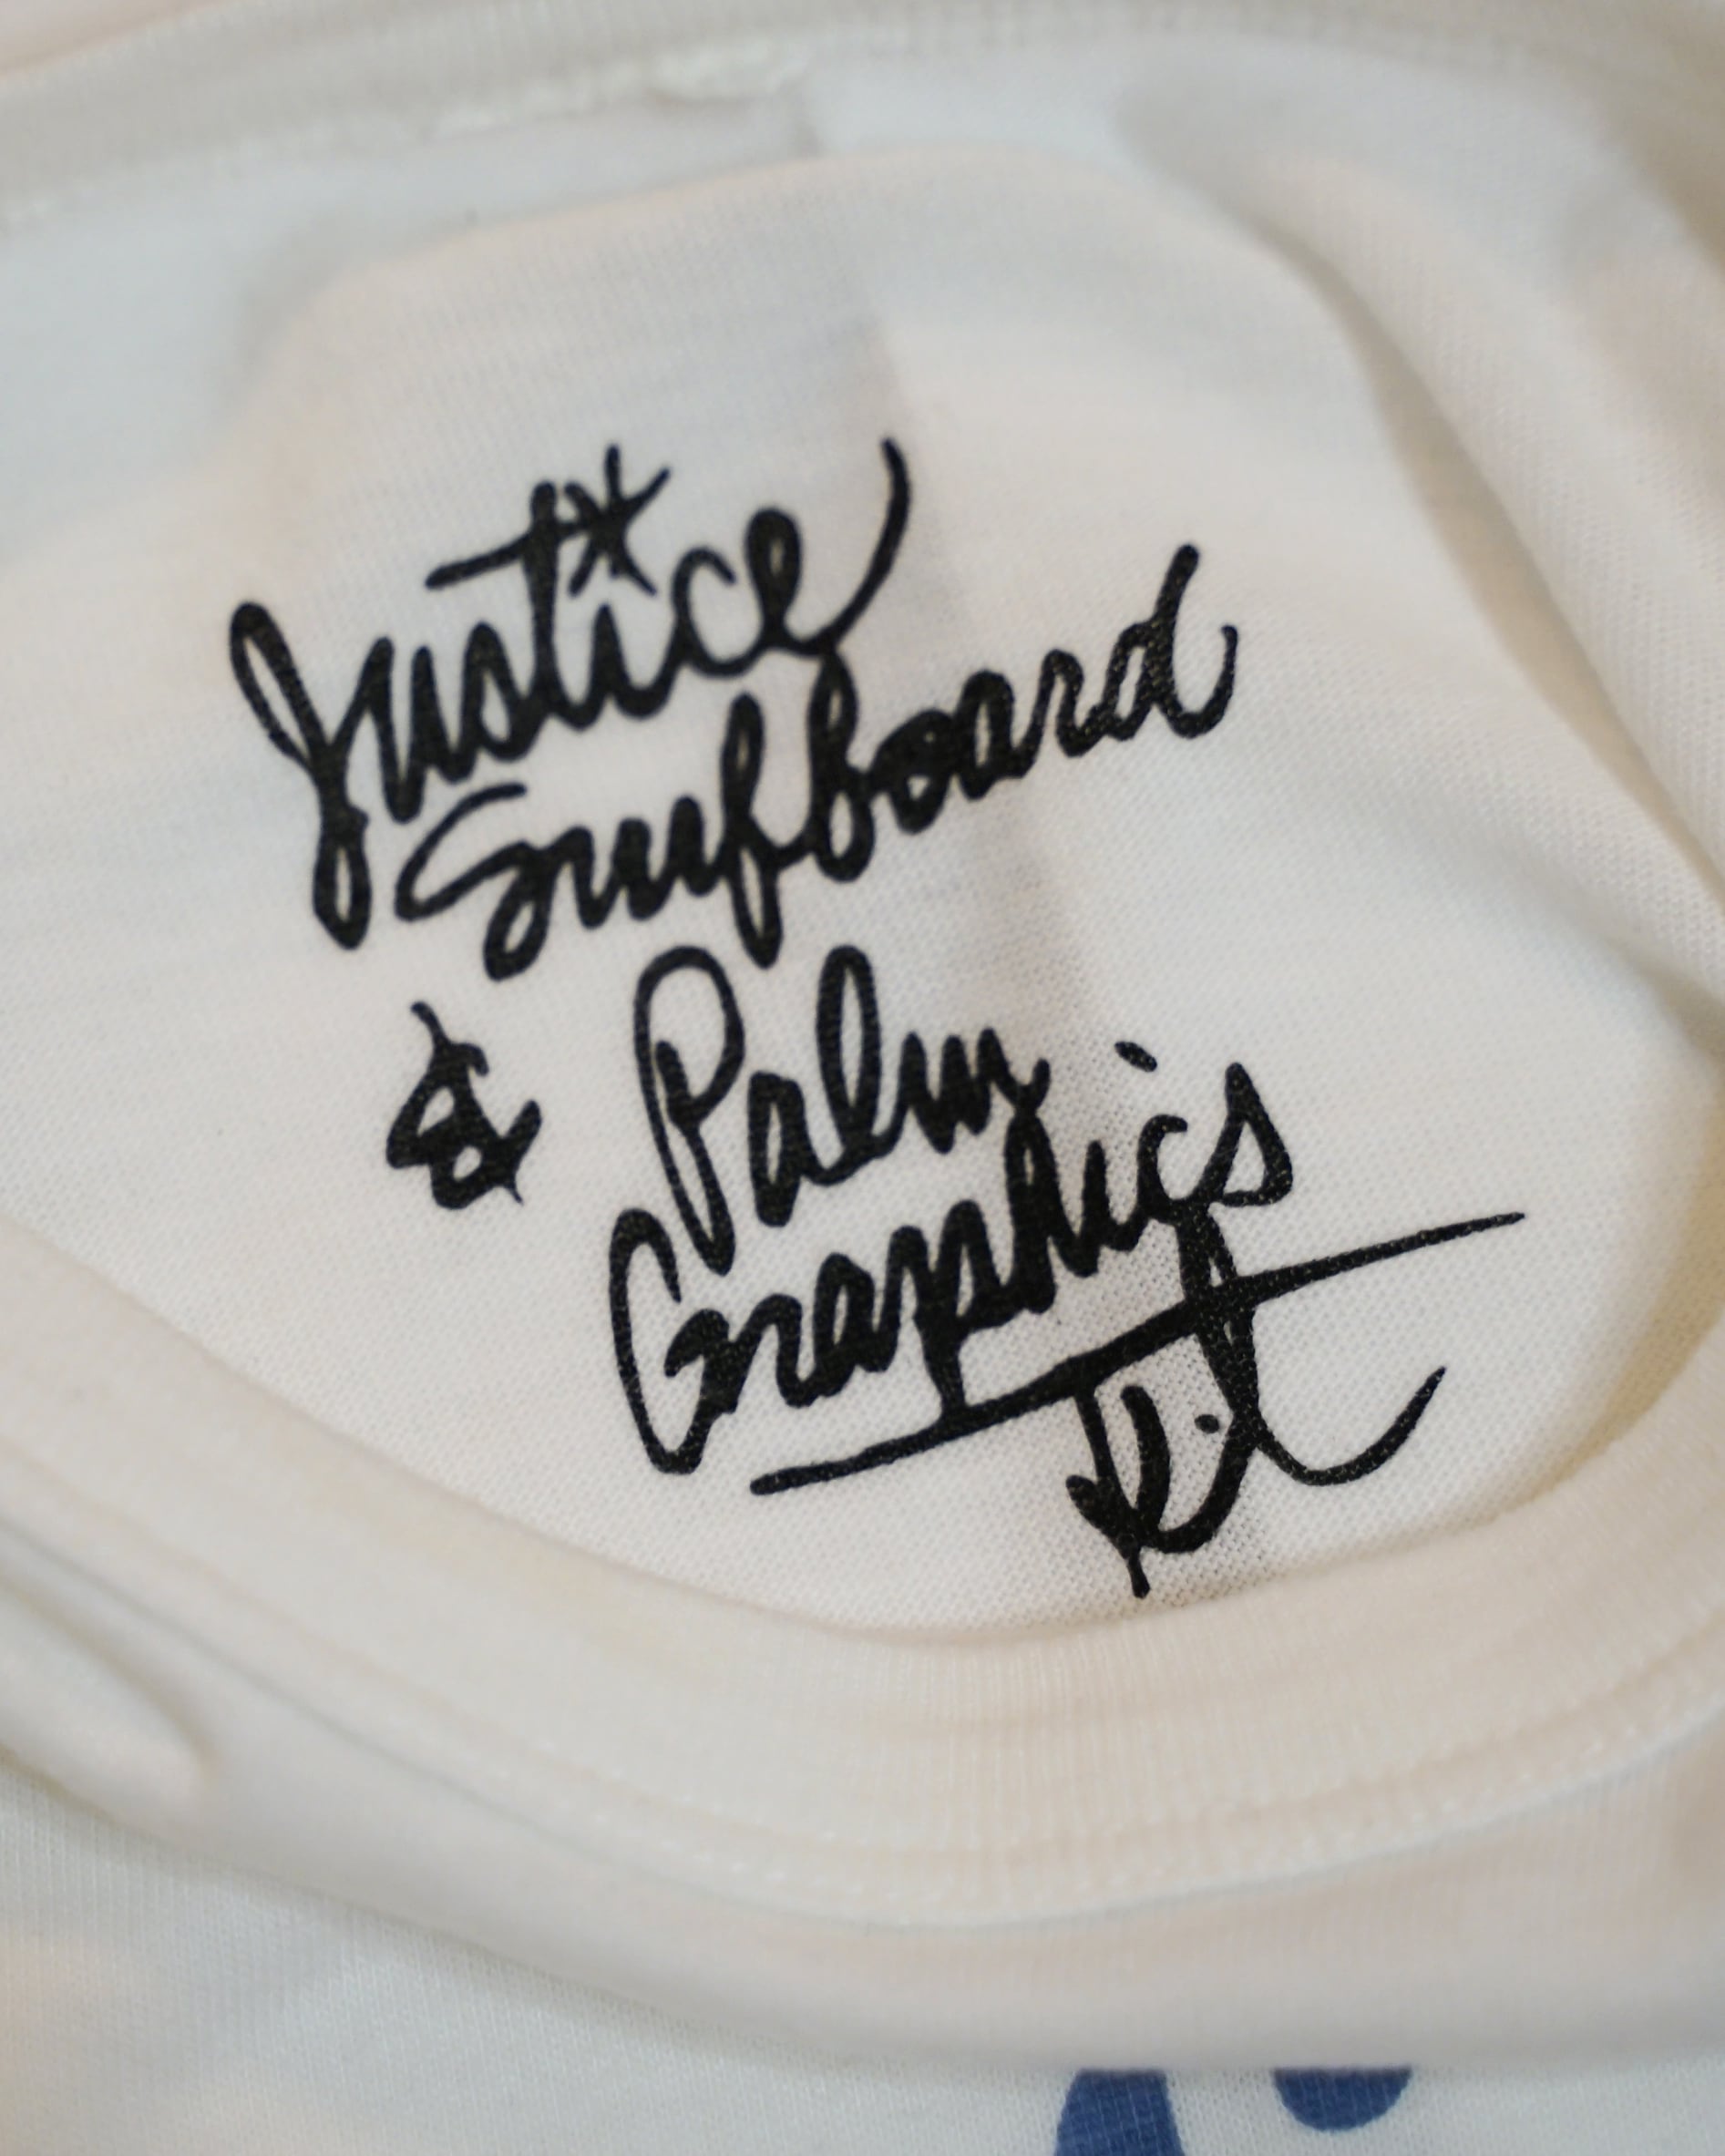 Justice
Surfboard
& Palm
Graphics